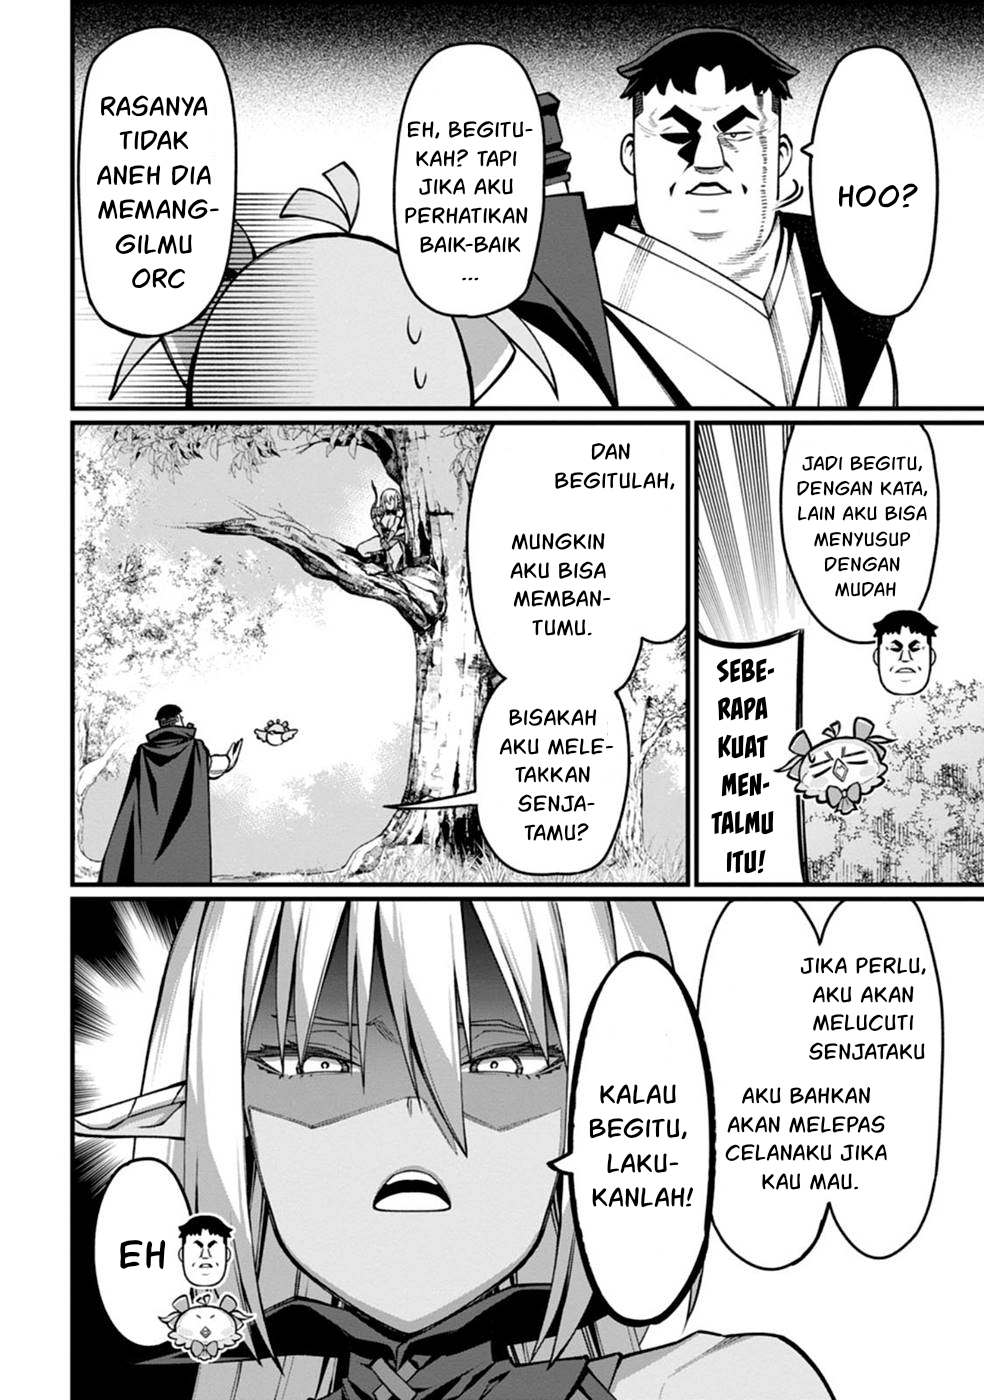 HOO?
EH, BEGITU-
KAH? TAPI
JIKA AKU
PERHATIKAN
BAIK-BAIK
...
RASANYA
TIDAK
ANEH DIA
MEMANG-
GILMU
ORC
JADI BEGITU,
DENGAN KATA,
LAIN AKU BISA
MENYUSUP
DENGAN
MUDAH
SEBE-
RAPA
KUAT
MEN-
TALMU
ITU!
DAN
BEGITULAH,
MUNGKIN
AKU BISA
MEMBAN-
TUMU.
BISAKAH
AKU MELE-
TAKKAN
SENJA-
TAMU?
JIKA PERLU,
AKU AKAN
MELUCUTI
SENJATAKU
AKU BAHKAN
AKAN MELEPAS
CELANAKU JIKA
KAU MAU.
KALAU
BEGITU,
LAKU-
KANLAH!
EH